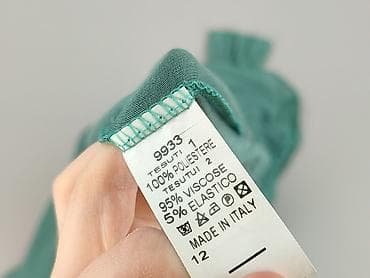 9933
TESUTI 1
100% POLIESTERE
TESUTUI 2
95% VISCOSE
5% ELASTICO
MADE IN ITALY
12